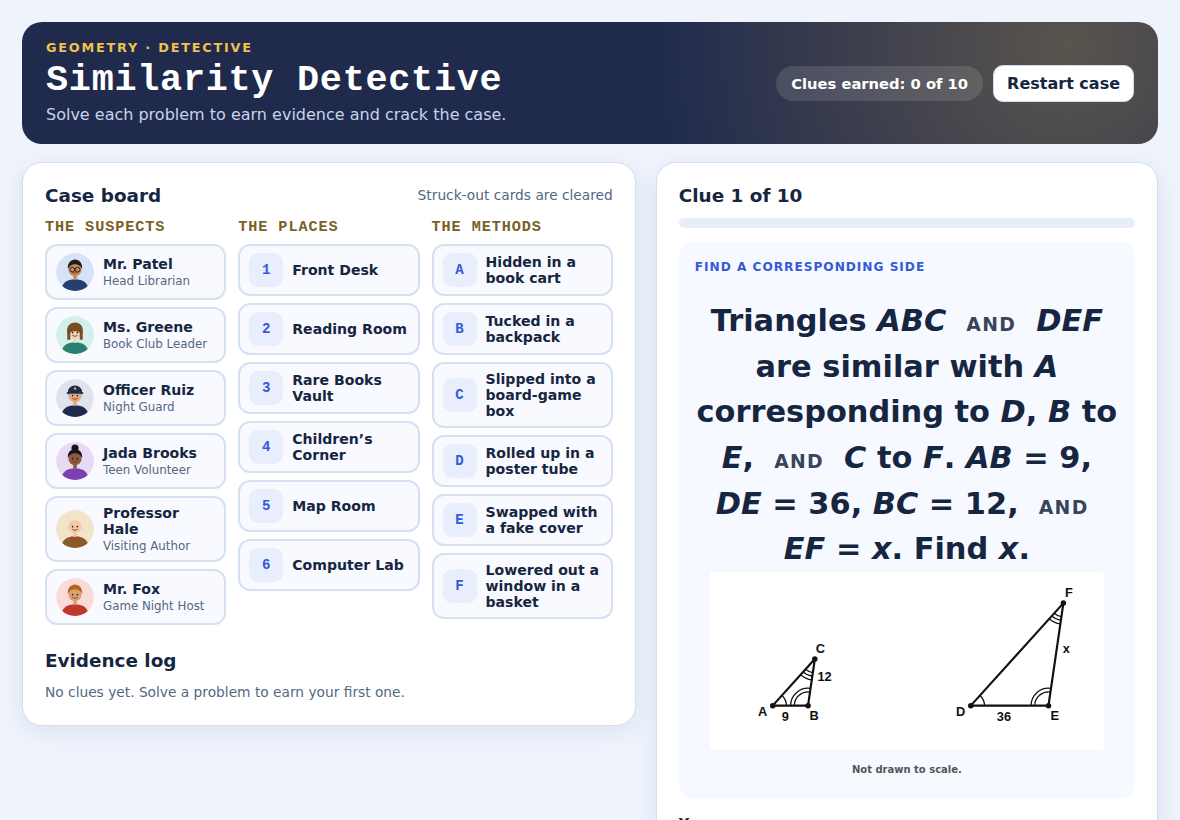 GEOMETRY · DETECTIVE
Similarity Detective
Solve each problem to earn evidence and crack the case.
Clues earned: 0 of 10
Restart case
Case board
Struck-out cards are cleared
THE SUSPECTS
Mr. Patel
Head Librarian
Ms. Greene
Book Club Leader
Officer Ruiz
Night Guard
Jada Brooks
Teen Volunteer
Professor
Hale
Visiting Author
Mr. Fox
Game Night Host
THE PLACES
1 Front Desk
2 Reading Room
3 Rare Books
Vault
4 Children’s
Corner
5 Map Room
6 Computer Lab
THE METHODS
A Hidden in a
book cart
B Tucked in a
backpack
C Slipped into a
board-game
box
D Rolled up in a
poster tube
E Swapped with
a fake cover
F Lowered out a
window in a
basket
Evidence log
No clues yet. Solve a problem to earn your first one.
Clue 1 of 10
FIND A CORRESPONDING SIDE
Triangles ABC AND DEF
are similar with A
corresponding to D, B to
E, AND C to F. AB = 9,
DE = 36, BC = 12, AND
EF = x. Find x.
F
x
C
12
A
9
B
D
36
E
Not drawn to scale.